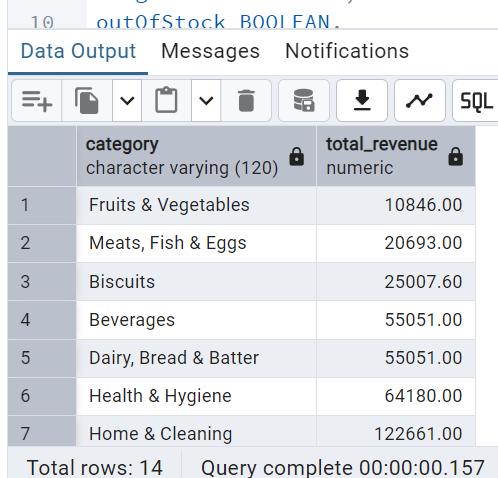 10
outOfStock BOOLEAN,
Data Output Messages Notifications
SQL
category total_revenue
character varying (120) numeric
1 Fruits & Vegetables 10846.00
2 Meats, Fish & Eggs 20693.00
3 Biscuits 25007.60
4 Beverages 55051.00
5 Dairy, Bread & Batter 55051.00
6 Health & Hygiene 64180.00
7 Home & Cleaning 122661.00
Total rows: 14 Query complete 00:00:00.157